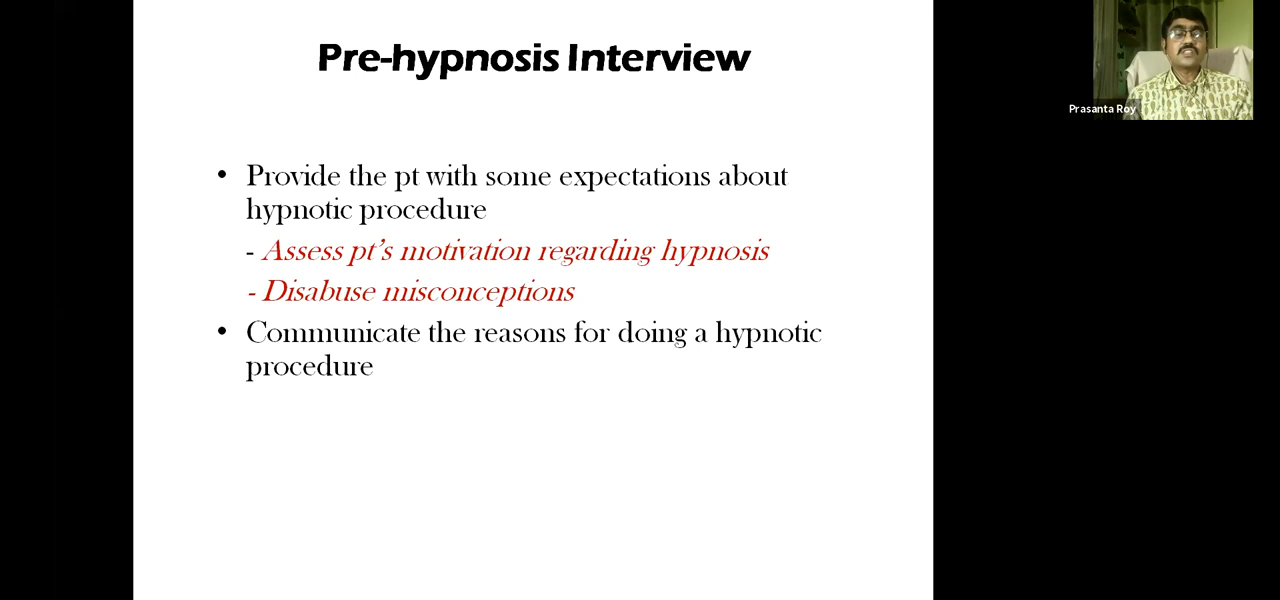 Pre-hypnosis Interview
Prasanta Roy
• Provide the pt with some expectations about
hypnotic procedure
- Assess pt’s motivation regarding hypnosis
- Disabuse misconceptions
• Communicate the reasons for doing a hypnotic
procedure